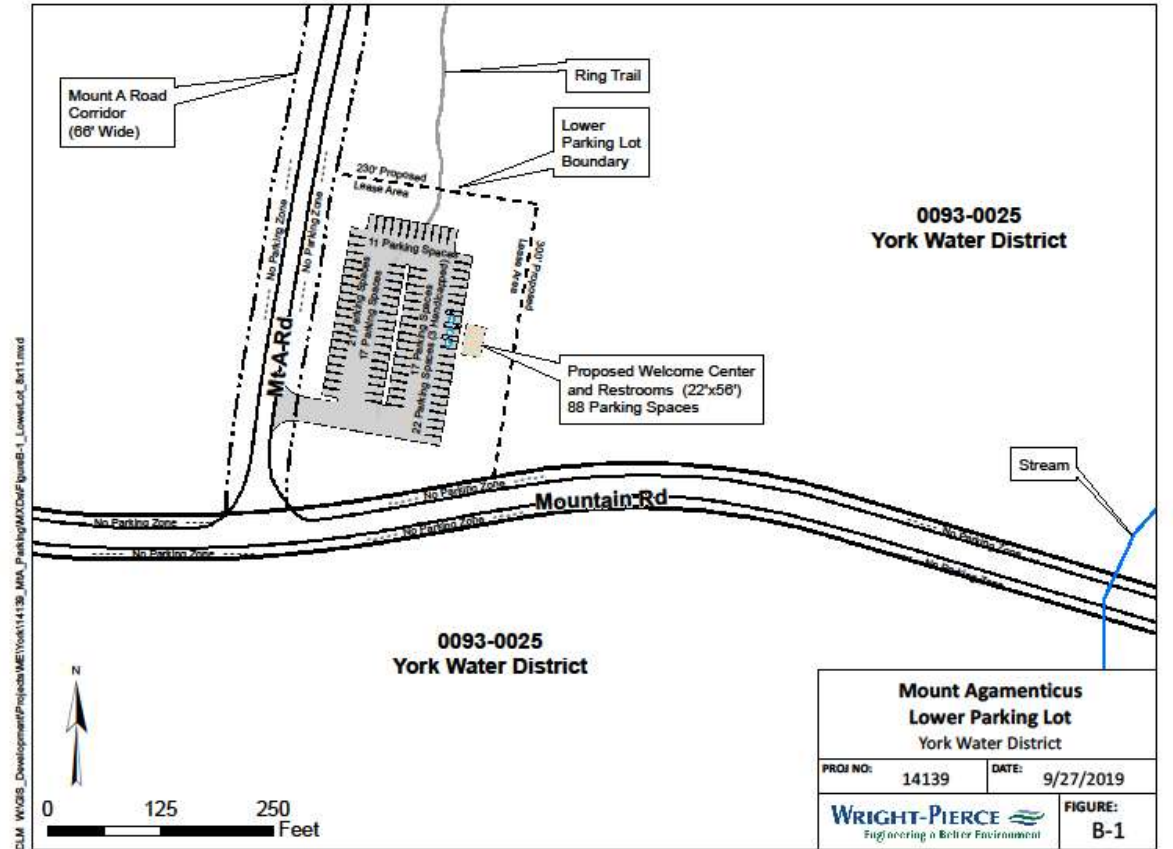 Mount A Road
Corridor
(66' Wide)
Ring Trail
Lower
Parking Lot
Boundary
230' Proposed
Lease Area
0093-0025
York Water District
No Parking Zone
No Parking Zone
11 Parking Spaces
300' Proposed
Lease Area
21 Parking Spaces
17 Parking Spaces
17 Parking Spaces
22 Parking Spaces (3 Handicapped)
Mt-A-Rd
Proposed Welcome Center
and Restrooms (22'x56')
88 Parking Spaces
Stream
No Parking Zone
Mountain Rd
No Parking Zone
No Parking Zone
No Parking Zone
No Parking Zone
No Parking Zone
0093-0025
York Water District
N
0 125 250
Feet
Mount Agamenticus
Lower Parking Lot
York Water District
PROJ NO: 14139
DATE: 9/27/2019
WRIGHT-PIERCE
Engineering a Better Environment
FIGURE:
B-1